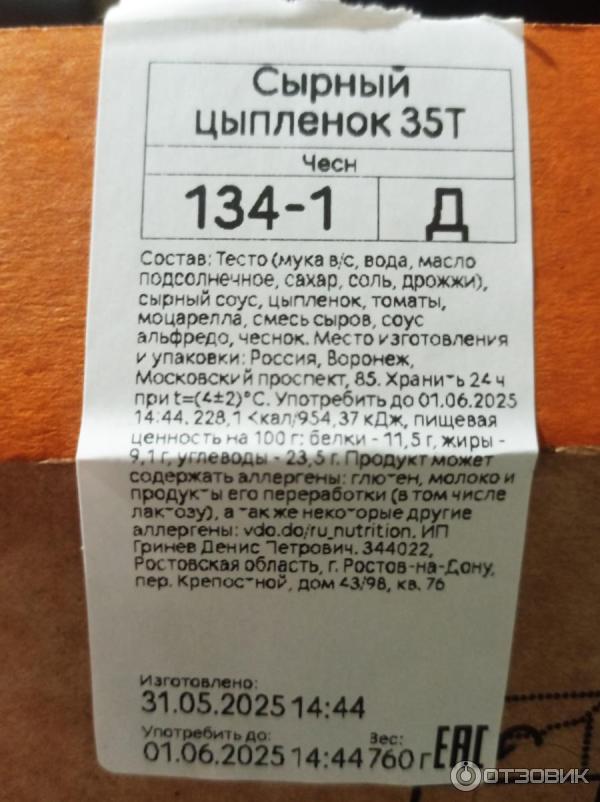 Сырный
цыпленок 35Т
Чесн
134-1 Д
Состав: Тесто (мука в/с, вода, масло
подсолнечное, сахар, соль, дрожжи),
сырный соус, цыпленок, томаты,
моцарелла, смесь сыров, соус
альфредо, чеснок. Место изготовления
и упаковки: Россия, Воронеж,
Московский проспект, 85. Хранить 24 ч
при t=(4±2)°C. Употребить до 01.06.2025
14:44. 228,1 Ккал/954,37 кДж, пищевая
ценность на 100 г: белки - 11,5 г, жиры -
9,1 г, углеводы - 23,5 г. Продукт может
содержать аллергены: глютен, молоко и
продукты его переработки (в том числе
лактозу), а также некоторые другие
аллергены: vdo.do/ru_nutrition. ИП
Гринев Денис Петрович. 344022,
Ростовская область, г. Ростов-на-Дону,
пер. Крепостной, дом 43/98, кв. 76
Изготовлено:
31.05.2025 14:44
Употребить до: Вес:
01.06.2025 14:44 760 г ЕАС
ОТЗОВИК